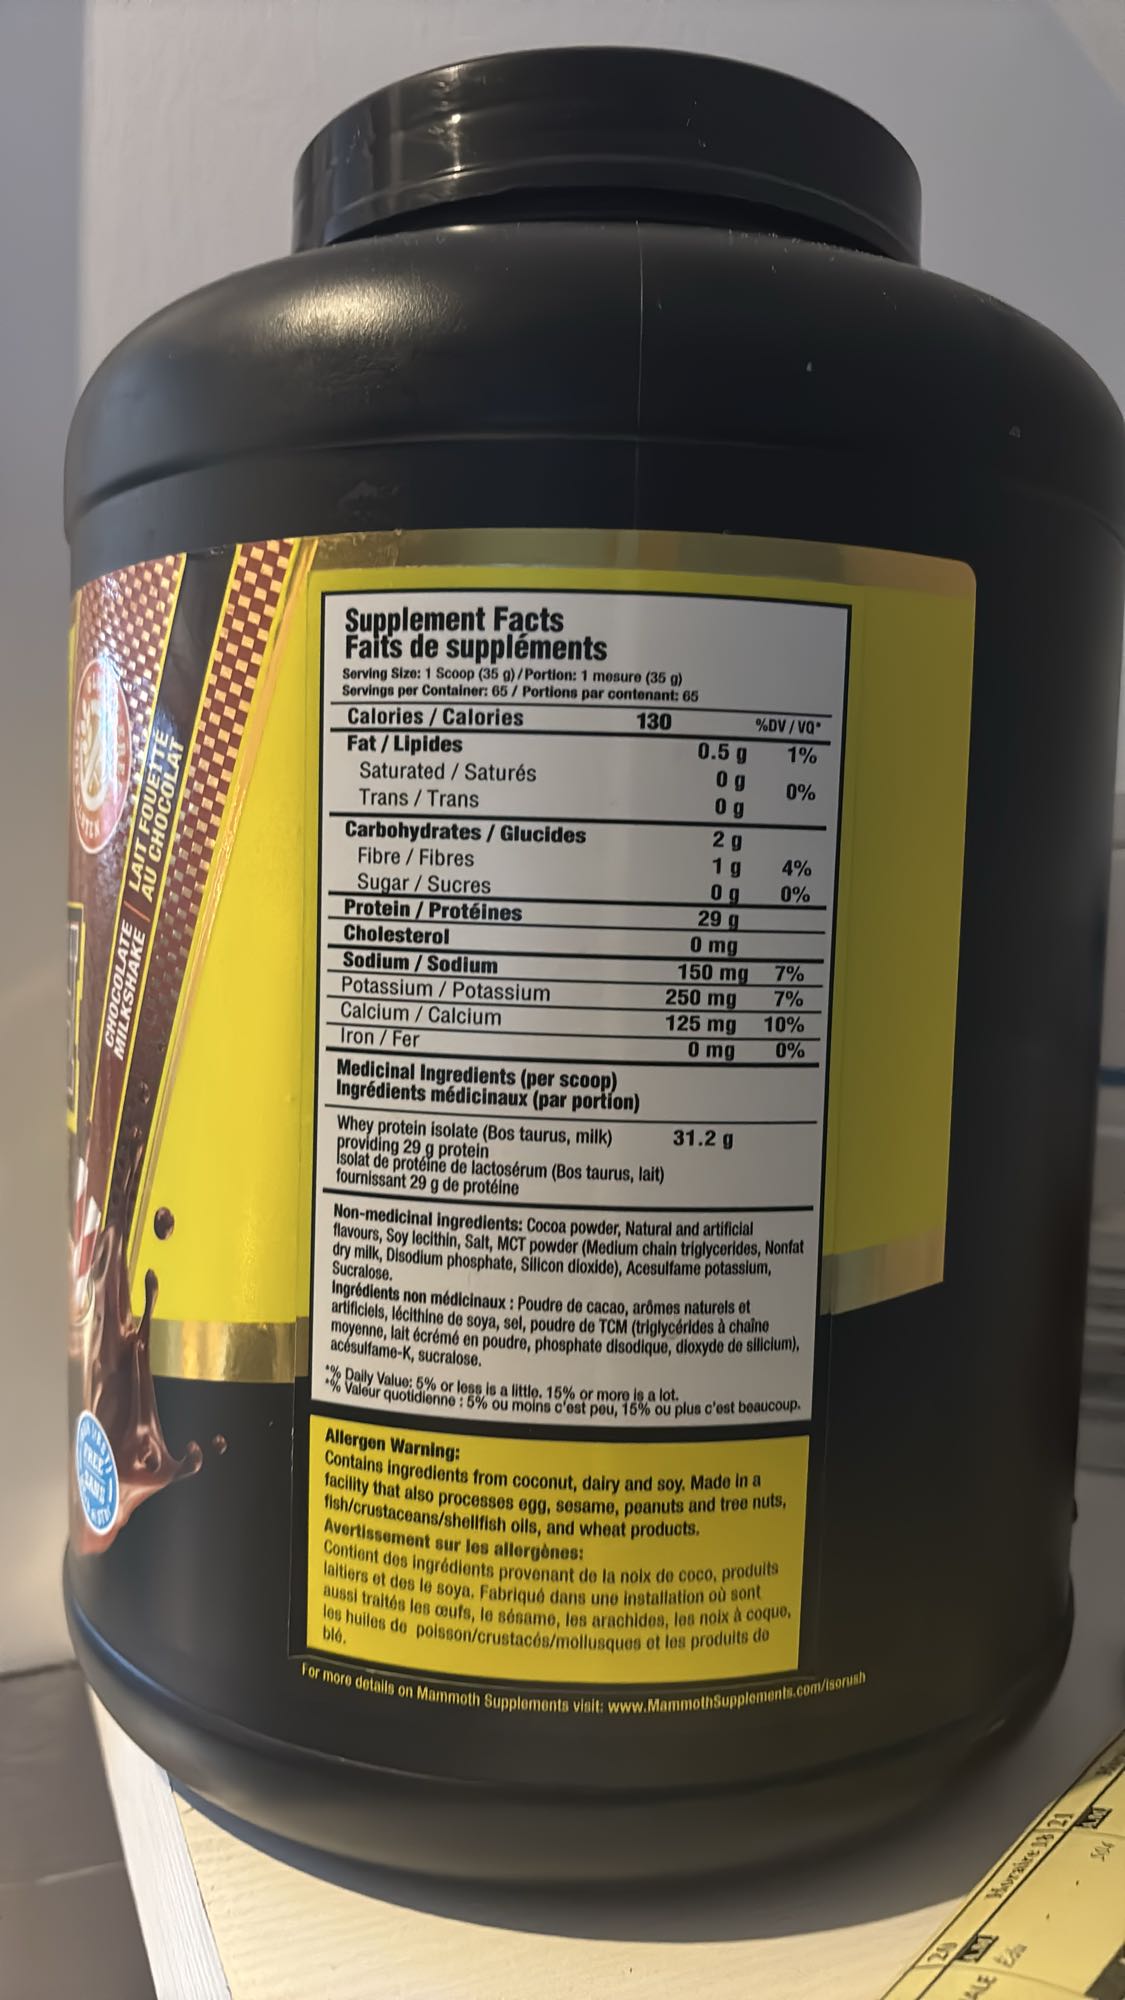 CHOCOLATE MILKSHAKE
LAIT FOUETTÉ AU CHOCOLAT
Supplement Facts
Faits de suppléments
Serving Size: 1 Scoop (35 g)/Portion: 1 mesure (35 g)
Servings per Container: 65 / Portions par contenant: 65
Calories / Calories 130 %DV / VQ*
Fat / Lipides 0.5 g 1%
Saturated / Saturés 0 g
0%
Trans / Trans 0 g
Carbohydrates / Glucides 2 g
Fibre / Fibres 1 g 4%
Sugar / Sucres 0 g 0%
Protein / Protéines 29 g
Cholesterol 0 mg
Sodium / Sodium 150 mg 7%
Potassium / Potassium 250 mg 7%
Calcium / Calcium 125 mg 10%
Iron / Fer 0 mg 0%
Medicinal Ingredients (per scoop)
Ingrédients médicinaux (par portion)
Whey protein isolate (Bos taurus, milk) 31.2 g
providing 29 g protein
Isolat de protéine de lactosérum (Bos taurus, lait)
fournissant 29 g de protéine
Non-medicinal ingredients: Cocoa powder, Natural and artificial
flavours, Soy lecithin, Salt, MCT powder (Medium chain triglycerides, Nonfat
dry milk, Disodium phosphate, Silicon dioxide), Acesulfame potassium,
Sucralose.
Ingrédients non médicinaux : Poudre de cacao, arômes naturels et
artificiels, lécithine de soya, sel, poudre de TCM (triglycérides à chaîne
moyenne, lait écrémé en poudre, phosphate disodique, dioxyde de silicium),
acésulfame-K, sucralose.
*% Daily Value: 5% or less is a little. 15% or more is a lot.
*% Valeur quotidienne : 5% ou moins c'est peu, 15% ou plus c'est beaucoup.
Allergen Warning:
Contains ingredients from coconut, dairy and soy. Made in a
facility that also processes egg, sesame, peanuts and tree nuts,
fish/crustaceans/shellfish oils, and wheat products.
Avertissement sur les allergènes:
Contient des ingrédients provenant de la noix de coco, produits
laitiers et des le soya. Fabriqué dans une installation où sont
aussi traités les œufs, le sésame, les arachides, les noix à coque,
les huiles de poisson/crustacés/mollusques et les produits de
blé.
For more details on Mammoth Supplements visit: www.MammothSupplements.com/isorush
FREE
SANS